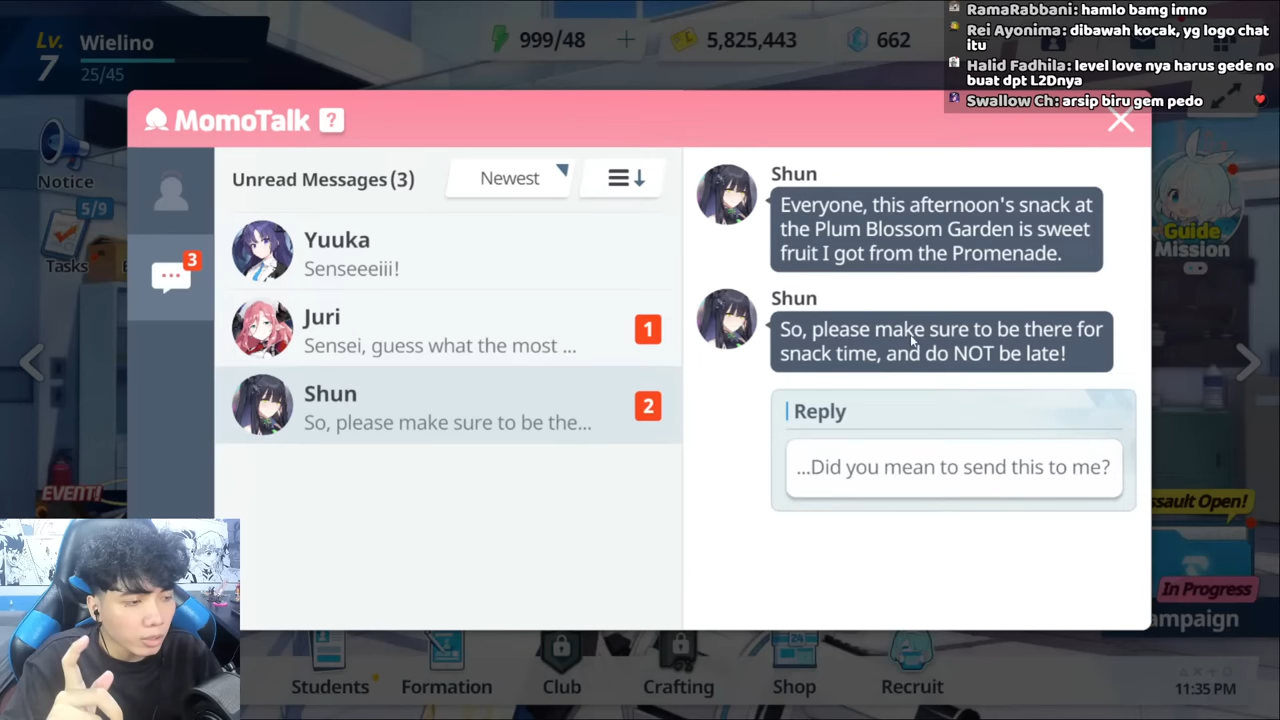 Lv.
7
Wielino
25/45
999/48
5,825,443
662
RamaRabbani: hamlo bamg imno
Rei Ayonima: dibawah kocak, yg logo chat
itu
Halid Fadhila: level love nya harus gede no
buat dpt L2Dnya
Swallow Ch: arsip biru gem pedo
MomoTalk ?
Notice
5/9
Tasks
3
EVENT!
Unread Messages (3)
Newest
Yuuka
Senseeeiii!
Juri
Sensei, guess what the most ...
1
Shun
So, please make sure to be the...
2
Shun
Everyone, this afternoon's snack at
the Plum Blossom Garden is sweet
fruit I got from the Promenade.
Shun
So, please make sure to be there for
snack time, and do NOT be late!
Reply
...Did you mean to send this to me?
Guide
Mission
ssault Open!
In Progress
ampaign
Students
Formation
Club
Crafting
24
Shop
Recruit
11:35 PM